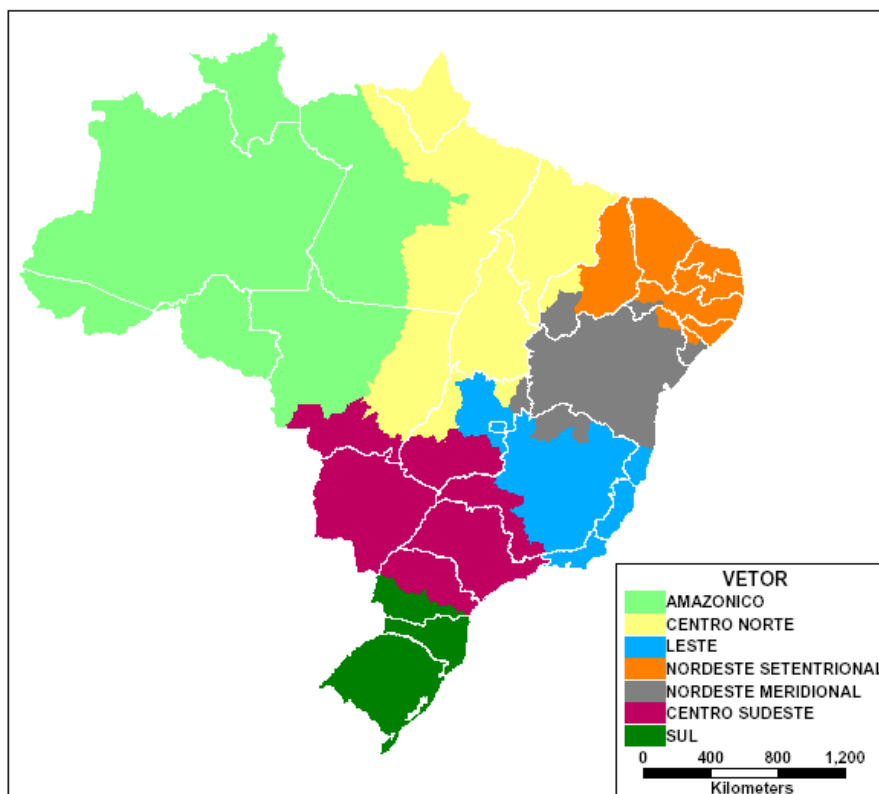 VETOR
AMAZONICO
CENTRO NORTE
LESTE
NORDESTE SETENTRIONAL
NORDESTE MERIDIONAL
CENTRO SUDESTE
SUL
0 400 800 1,200
Kilometers